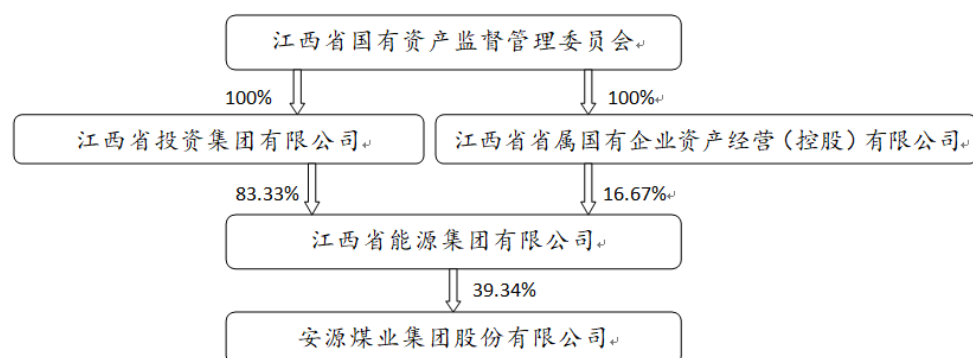 江西省国有资产监督管理委员会
100% 100%
江西省投资集团有限公司 江西省省属国有企业资产经营（控股）有限公司
83.33% 16.67%
江西省能源集团有限公司
39.34%
安源煤业集团股份有限公司